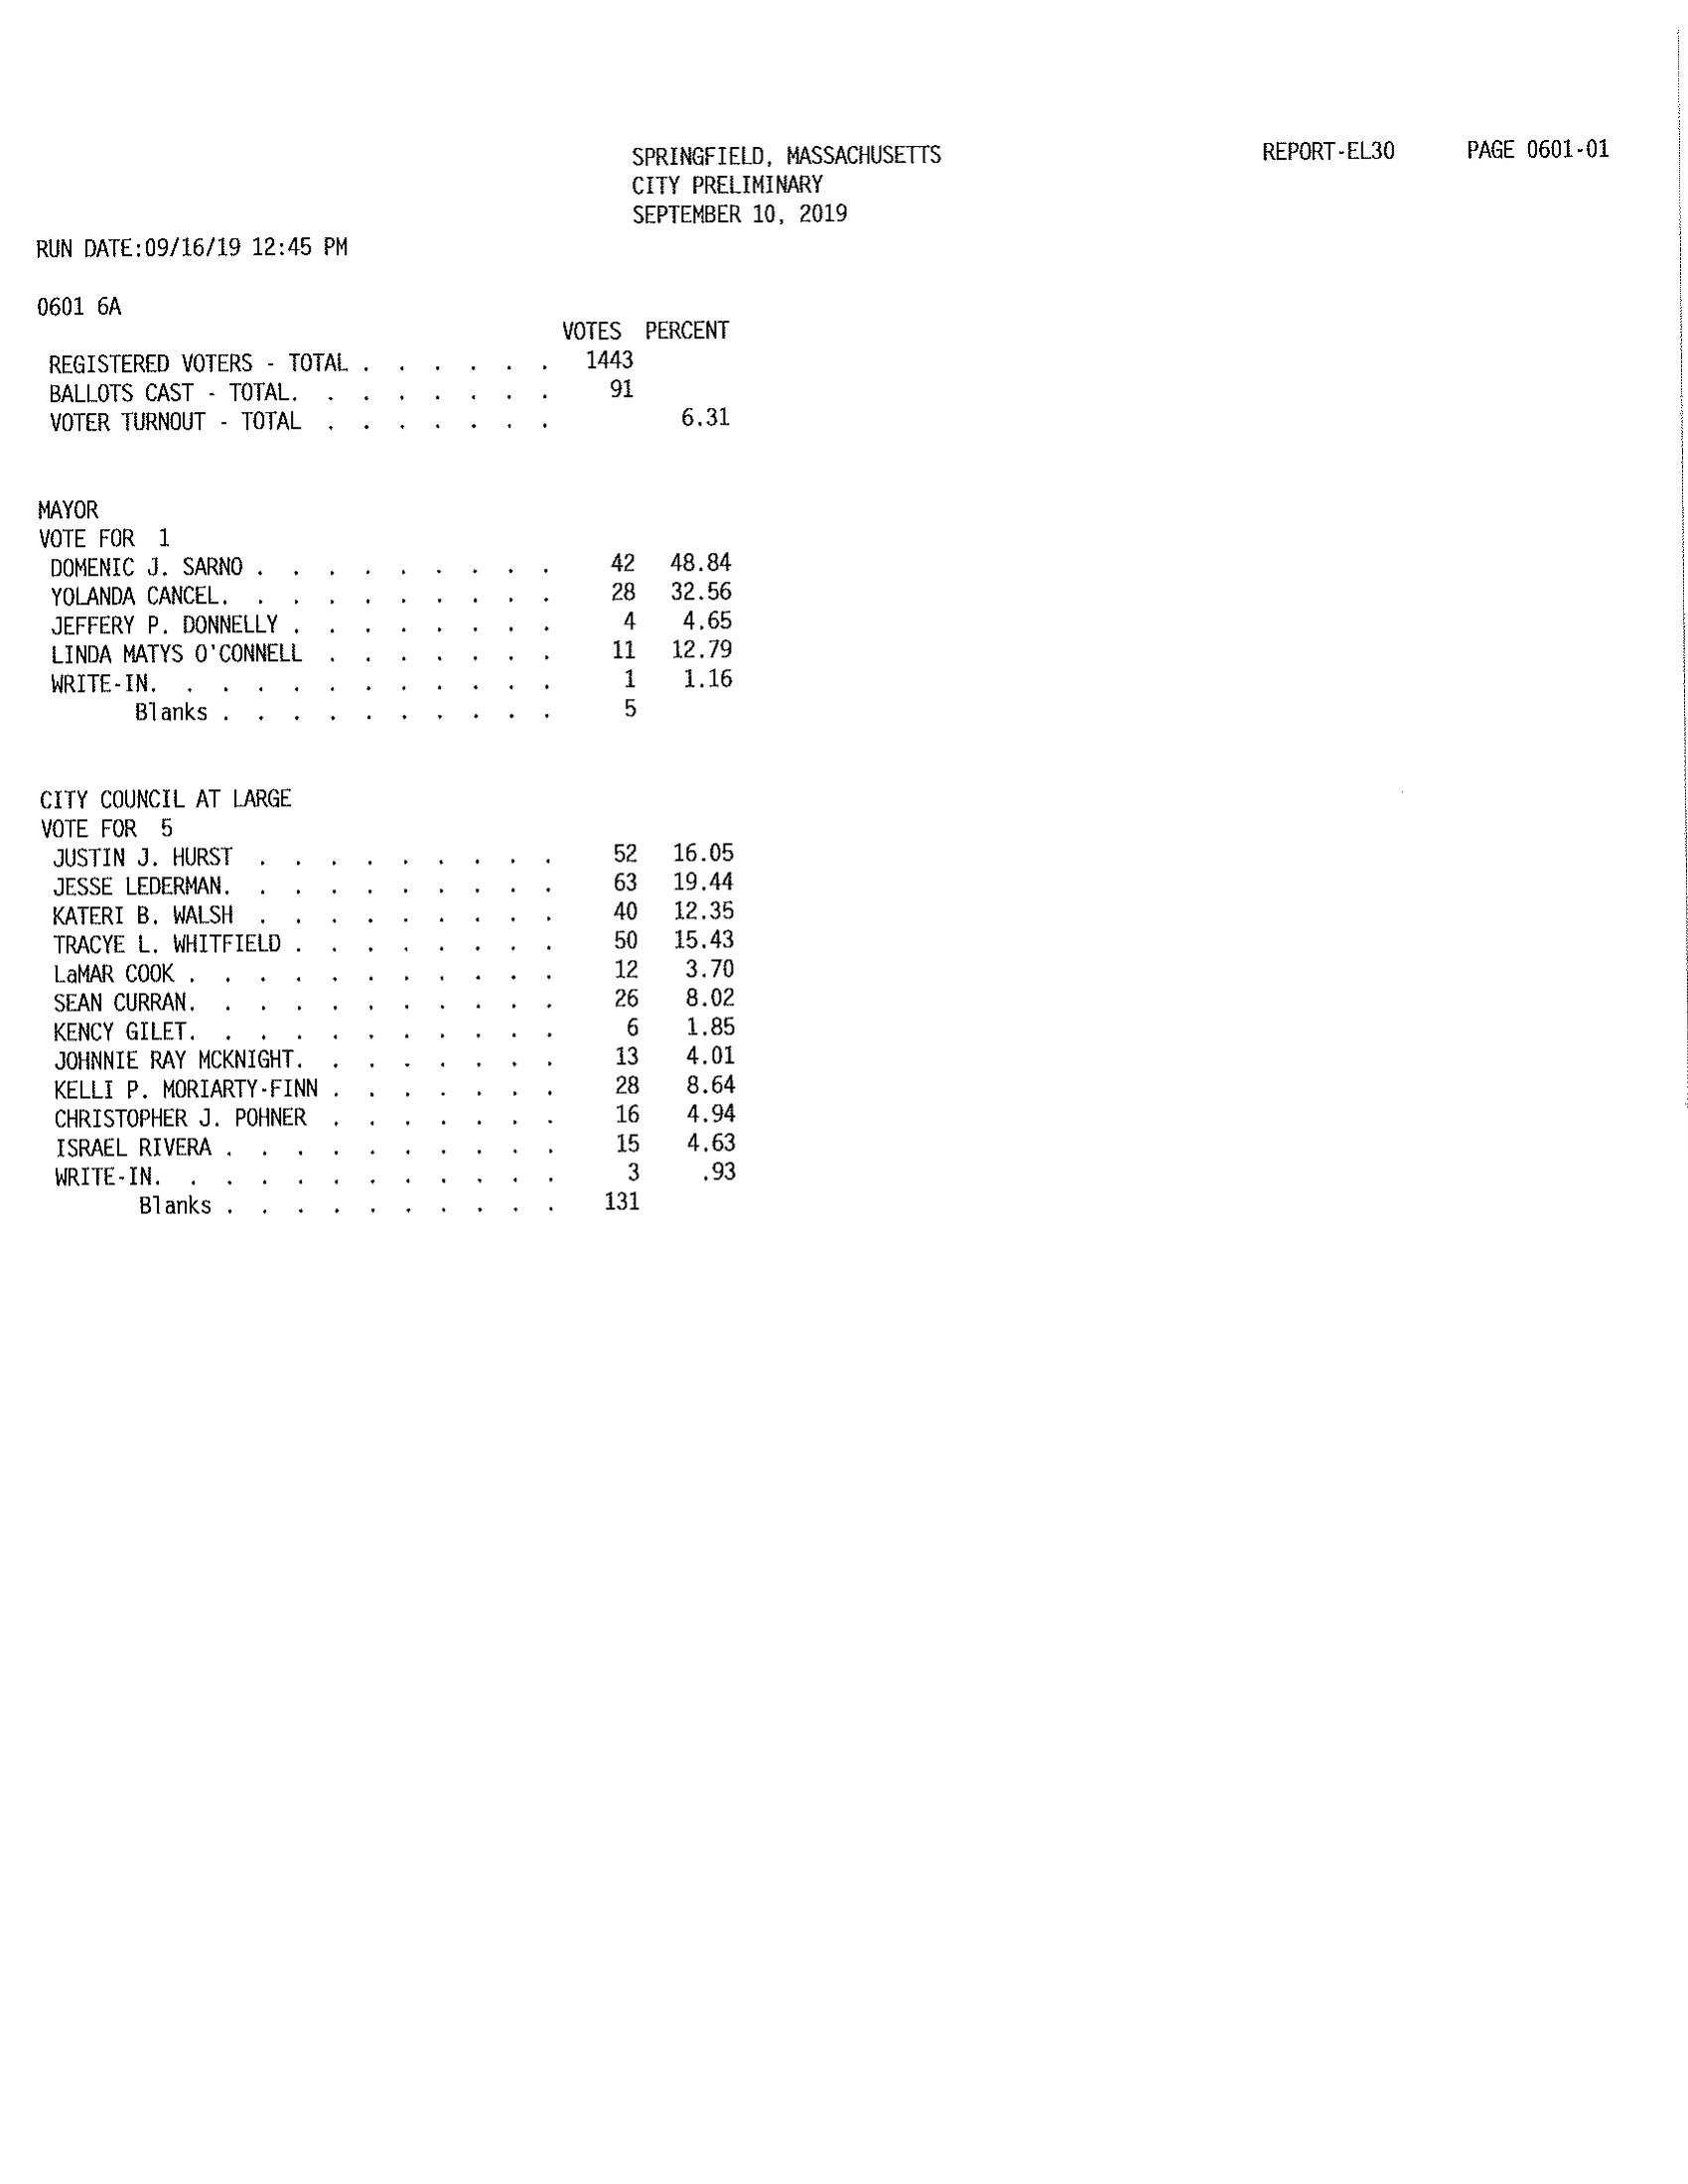 SPRINGFIELD, MASSACHUSETTS REPORT-EL30 PAGE 0601-01
CITY PRELIMINARY
SEPTEMBER 10, 2019
RUN DATE:09/16/19 12:45 PM
0601 6A
VOTES PERCENT
REGISTERED VOTERS - TOTAL . . . . . . 1443
BALLOTS CAST - TOTAL. . . . . . . . 91
VOTER TURNOUT - TOTAL . . . . . . . 6.31
MAYOR
VOTE FOR 1
DOMENIC J. SARNO . . . . . . . . . 42 48.84
YOLANDA CANCEL. . . . . . . . . . 28 32.56
JEFFERY P. DONNELLY . . . . . . . . 4 4.65
LINDA MATYS O'CONNELL . . . . . . . 11 12.79
WRITE-IN. . . . . . . . . . . . 1 1.16
Blanks . . . . . . . . . . 5
CITY COUNCIL AT LARGE
VOTE FOR 5
JUSTIN J. HURST . . . . . . . . . 52 16.05
JESSE LEDERMAN. . . . . . . . . . 63 19.44
KATERI B. WALSH . . . . . . . . . 40 12.35
TRACYE L. WHITFIELD . . . . . . . . 50 15.43
LaMAR COOK . . . . . . . . . . . 12 3.70
SEAN CURRAN. . . . . . . . . . . 26 8.02
KENCY GILET. . . . . . . . . . . 6 1.85
JOHNNIE RAY MCKNIGHT. . . . . . . . 13 4.01
KELLI P. MORIARTY-FINN . . . . . . . 28 8.64
CHRISTOPHER J. POHNER . . . . . . . 16 4.94
ISRAEL RIVERA . . . . . . . . . . 15 4.63
WRITE-IN. . . . . . . . . . . . 3 .93
Blanks . . . . . . . . . . 131